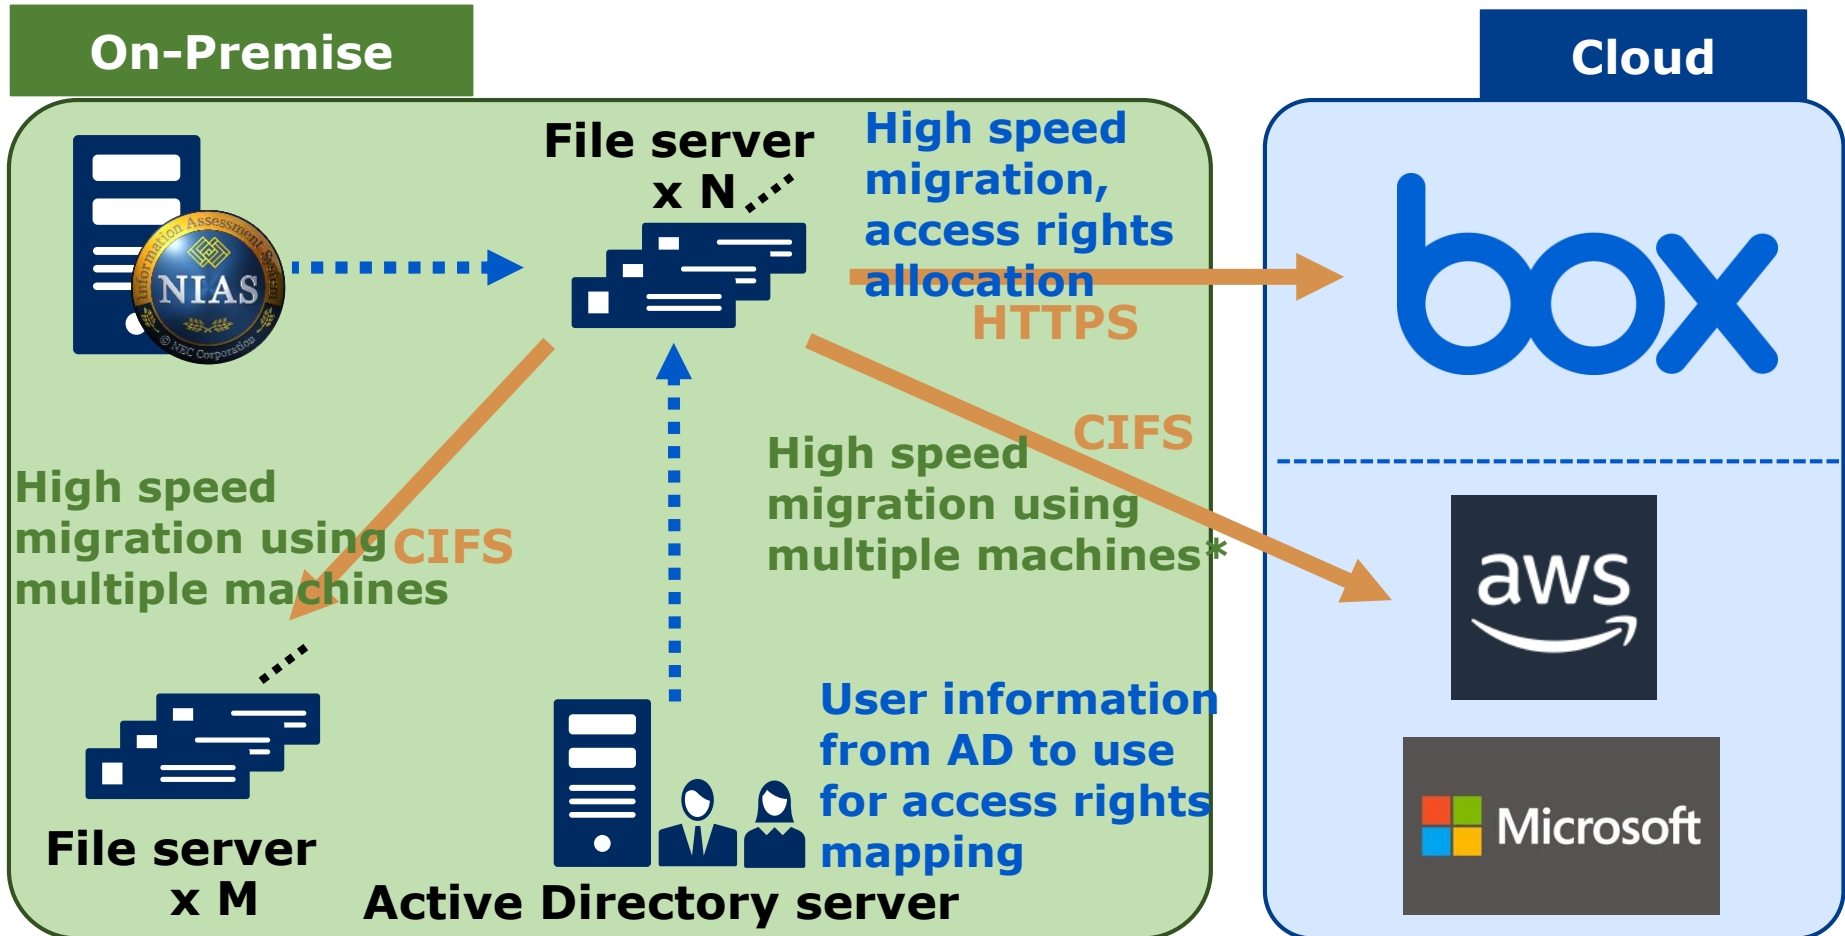 On-Premise
Cloud
File server
x N
High speed
migration,
access rights
allocation
HTTPS
Information Assessment System
NIAS
© NEC Corporation
box
CIFS
High speed
migration using
multiple machines*
High speed
migration using
multiple machines
CIFS
aws
User information
from AD to use
for access rights
mapping
Microsoft
File server
x M
Active Directory server